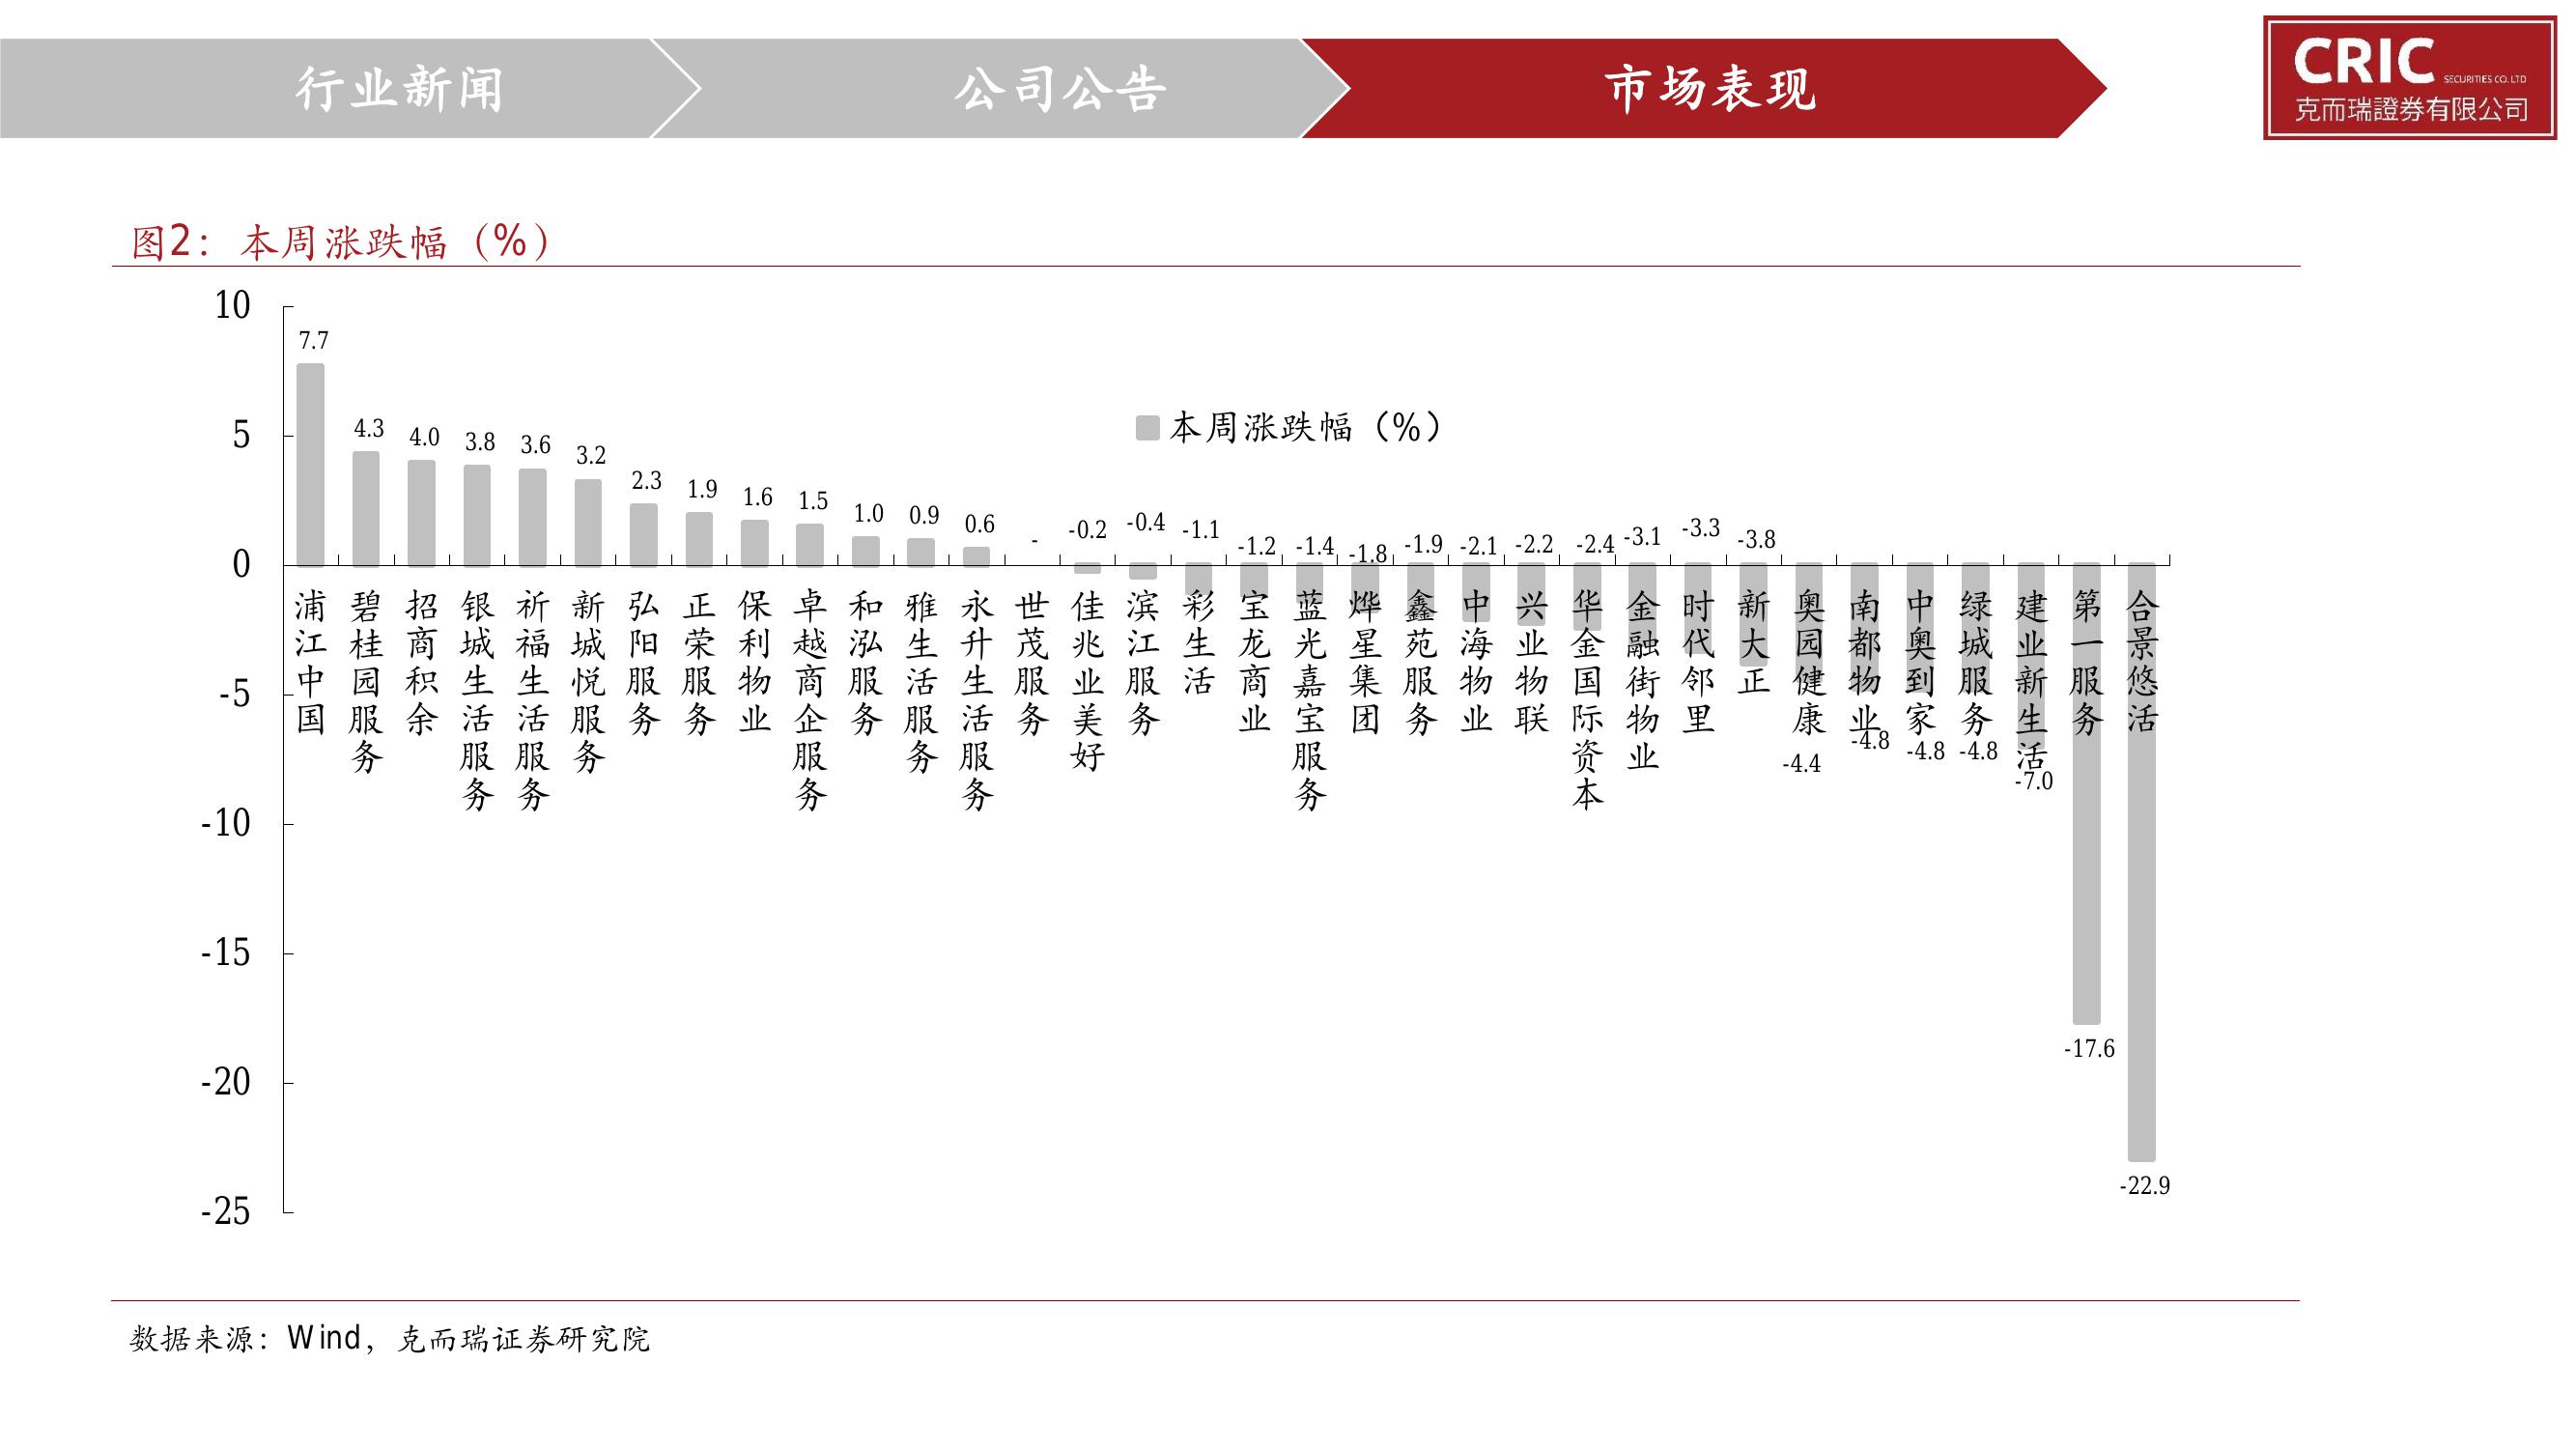 行业新闻
公司公告
市场表现
CRIC SECURITIES CO. LTD
克而瑞證券有限公司
图2：本周涨跌幅（%）
10
5
0
-5
-10
-15
-20
-25
本周涨跌幅（%）
7.7
4.3
4.0
3.8
3.6
3.2
2.3
1.9
1.6
1.5
1.0
0.9
0.6
-
-0.2
-0.4
-1.1
-1.2
-1.4
-1.8
-1.9
-2.1
-2.2
-2.4
-3.1
-3.3
-3.8
-4.4
-4.8
-4.8
-4.8
-7.0
-17.6
-22.9
浦江中国
碧桂园服务
招商积余
银城生活服务
祈福生活服务
新城悦服务
弘阳服务
正荣服务
保利物业
卓越商企服务
和泓服务
雅生活服务
永升生活服务
世茂服务
佳兆业美好
滨江服务
彩生活
宝龙商业
蓝光嘉宝服务
烨星集团
鑫苑服务
中海物业
兴业物联
华金国际资本
金融街物业
时代邻里
新大正
奥园健康
南都物业
中奥到家
绿城服务
建业新生活
第一服务
合景悠活
数据来源：Wind，克而瑞证券研究院